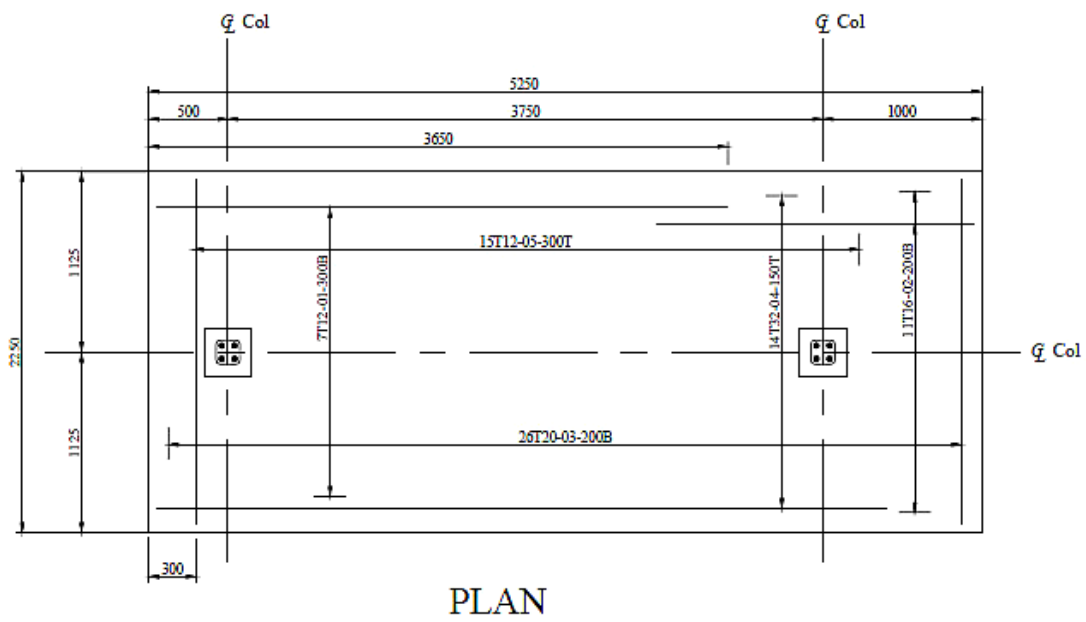 ℄ Col
℄ Col
5250
500
3750
1000
3650
15T12-05-300T
1125
7T12-01-300B
14T32-04-150T
11T16-02-200B
2250
℄ Col
1125
26T20-03-200B
300
PLAN